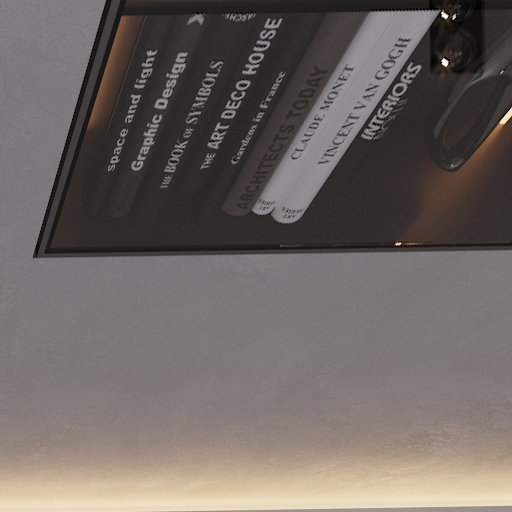 space and light
Graphic Design
THE BOOK OF SYMBOLS
THE ART DECO HOUSE
Gardens in France
ARCHITECTS TODAY
CLAUDE MONET
VINCENT VAN GOGH
INTERIORS